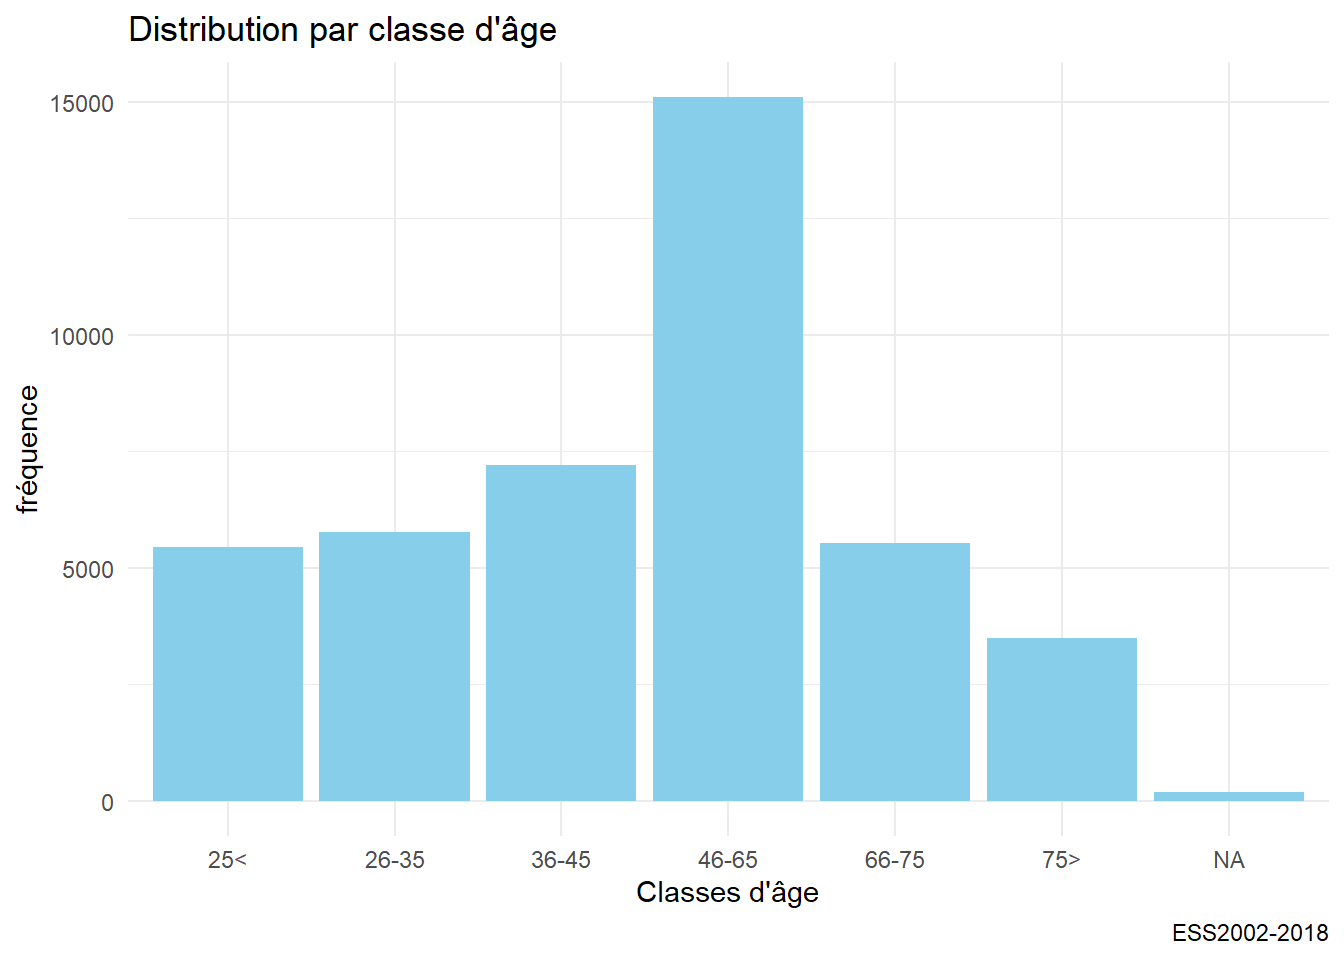 Distribution par classe d'âge
15000
10000
5000
0
fréquence
25< 26-35 36-45 46-65 66-75 75> NA
Classes d'âge
ESS2002-2018